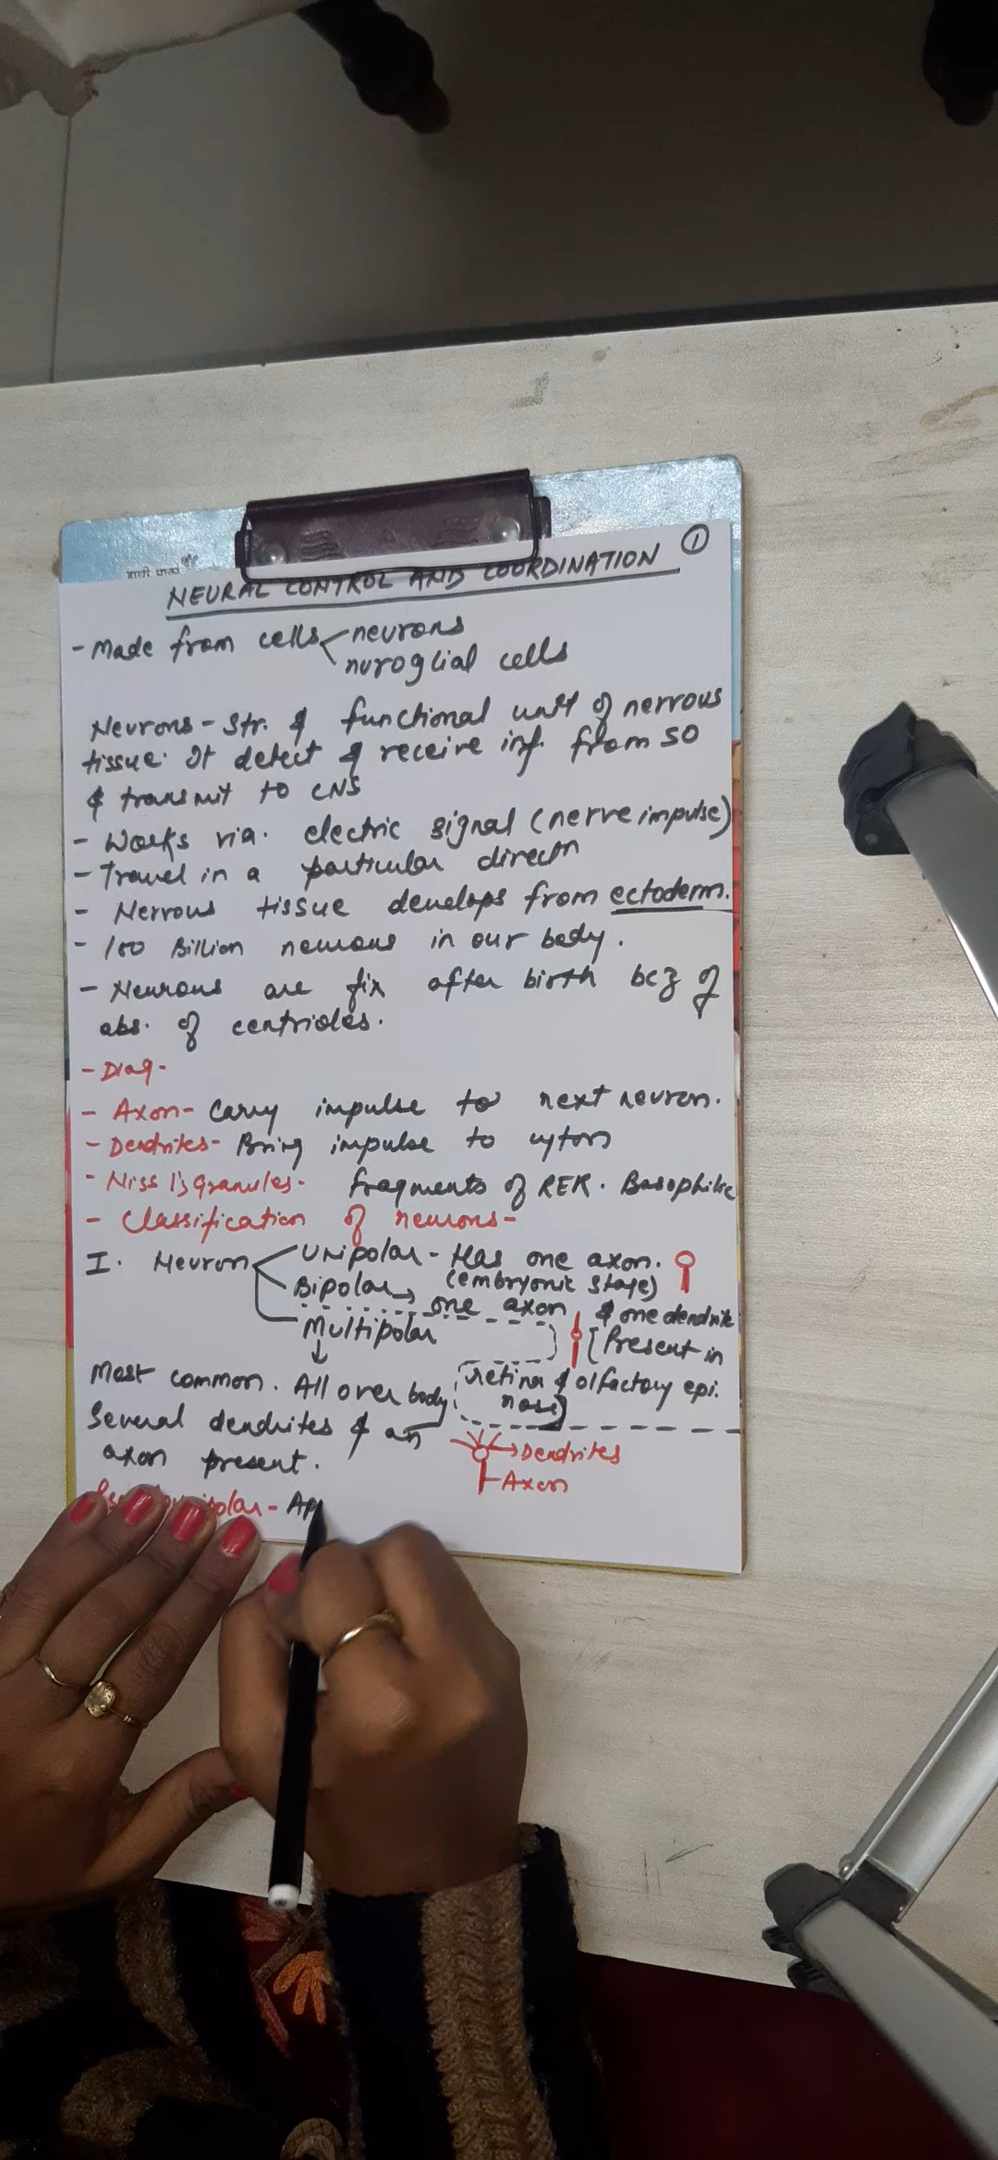 NEURAL CONTROL AND COORDINATION ①
- Made from cells neurons
nuroglial cells
Neurons - Str. & functional unit of nervous
tissue. It detect & receive inf. from SO
& transmit to CNS
- Works via. electric signal (nerve impulse)
- Travel in a particular directn
- Nervous tissue develops from ectoderm.
- 100 Billion neurons in our body.
- Neurons are fix after birth bcz of
abs. of centrioles.
- Diag-
- Axon- Carry impulse to next neuron.
- Dendrites- Bring impulse to cyton
- Nissl's granules- fragments of RER. Basophilic
- Classification of neurons-
I. Neuron Unipolar - Has one axon.
(embryonic stage)
Bipolar → one axon & one dendrite
Multipolar [Present in
retina & olfactory epi.
nose]
Most common. All over body
Several dendrites & an
axon present.
→Dendrites
Axon
polar- Ap